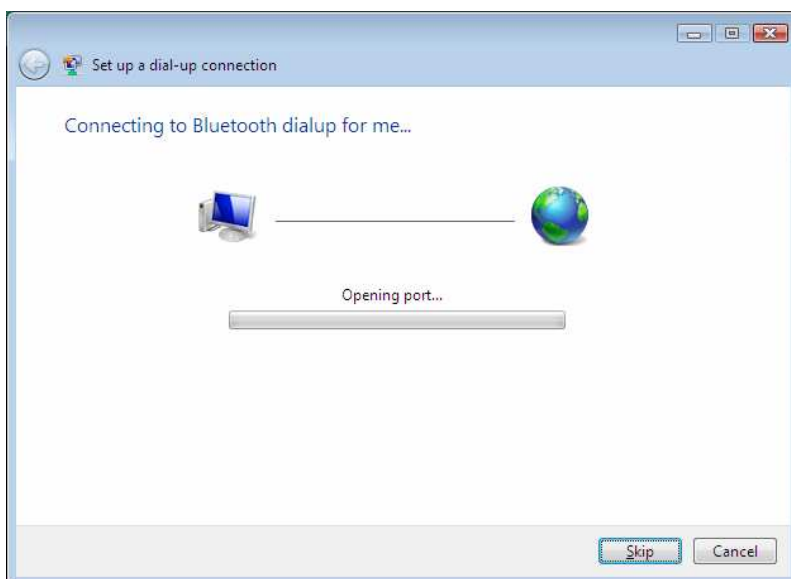 Set up a dial-up connection
Connecting to Bluetooth dialup for me...
Opening port...
Skip Cancel